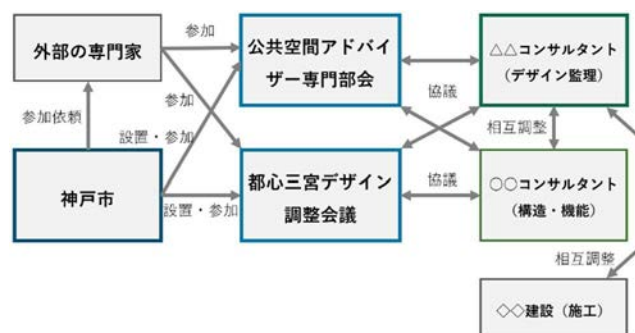 外部の専門家
参加
公共空間アドバイ
ザー専門部会
△△コンサルタント
(デザイン監理)
参加
協議
参加依頼
設置・参加
相互調整
神戸市
設置・参加
都心三宮デザイン
調整会議
協議
○○コンサルタント
(構造・機能)
相互調整
◇◇建設（施工）